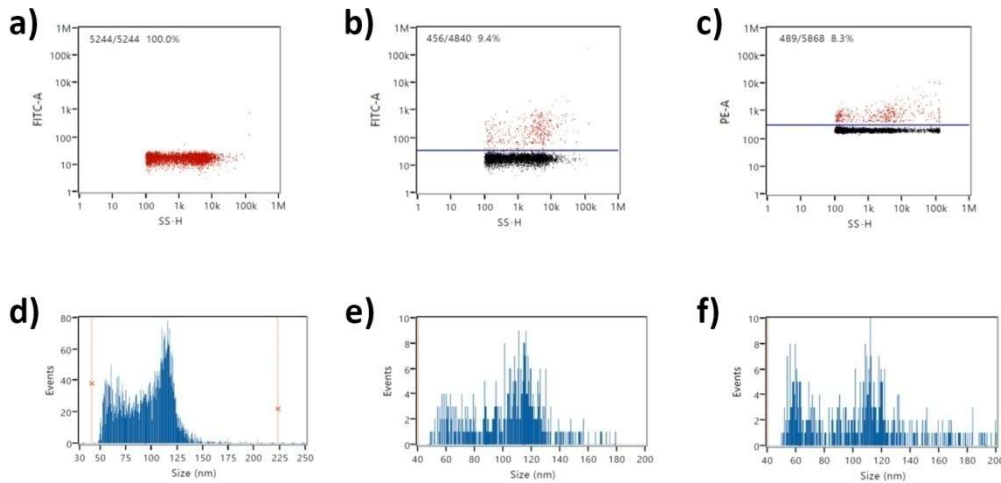 a)
5244/5244 100.0%
1M
100k
10k
1k
100
10
1
FITC-A
1 10 100 1k 10k 100k 1M
SS-H
b)
456/4840 9.4%
1M
100k
10k
1k
100
10
1
FITC-A
1 10 100 1k 10k 100k 1M
SS-H
c)
489/5868 8.3%
1M
100k
10k
1k
100
10
1
PE-A
1 10 100 1k 10k 100k 1M
SS-H
d)
80
60
40
20
0
Events
30 50 75 100 125 150 175 200 225 250
Size (nm)
e)
10
8
6
4
2
0
Events
40 60 80 100 120 140 160 180 200
Size (nm)
f)
10
8
6
4
2
0
Events
40 60 80 100 120 140 160 180 200
Size (nm)